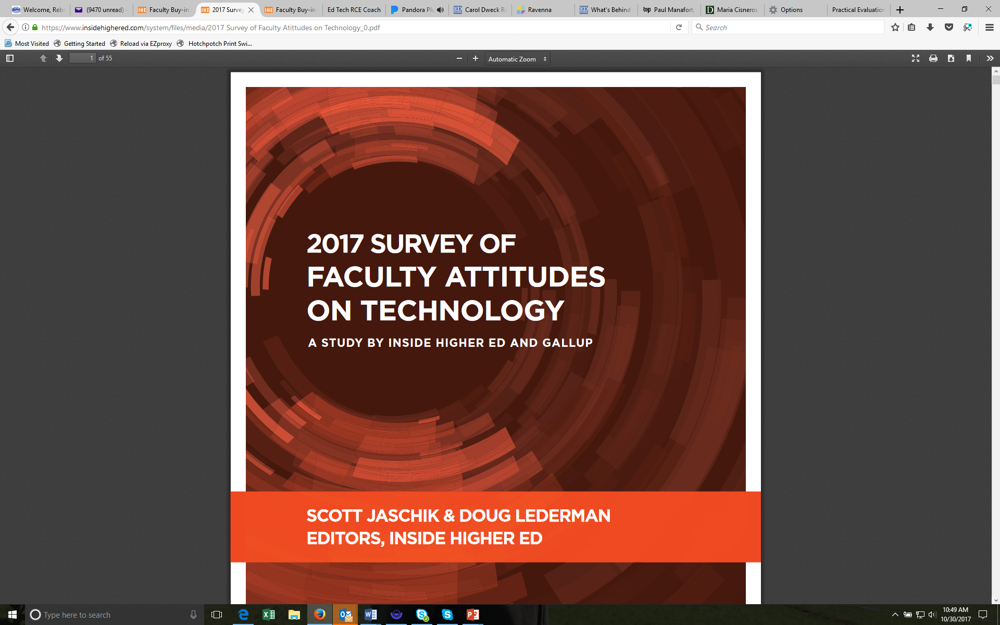 Welcome, Rebe
(9470 unread) -
Faculty Buy-in
2017 Survey
Faculty Buy-in
Ed Tech RCE Coach
Pandora Plu
Carol Dweck Re
Ravenna
What's Behind
Paul Manafort,
Maria Cisneros
Options
Practical Evaluation
https://www.insidehighered.com/system/files/media/2017 Survey of Faculty Atittudes on Technology_0.pdf
Search
Most Visited
Getting Started
Reload via EZproxy
Hotchpotch Print Swi...
1 of 55
Automatic Zoom
2017 SURVEY OF
FACULTY ATTITUDES
ON TECHNOLOGY
A STUDY BY INSIDE HIGHER ED AND GALLUP
SCOTT JASCHIK & DOUG LEDERMAN
EDITORS, INSIDE HIGHER ED
Type here to search
10:49 AM
10/30/2017